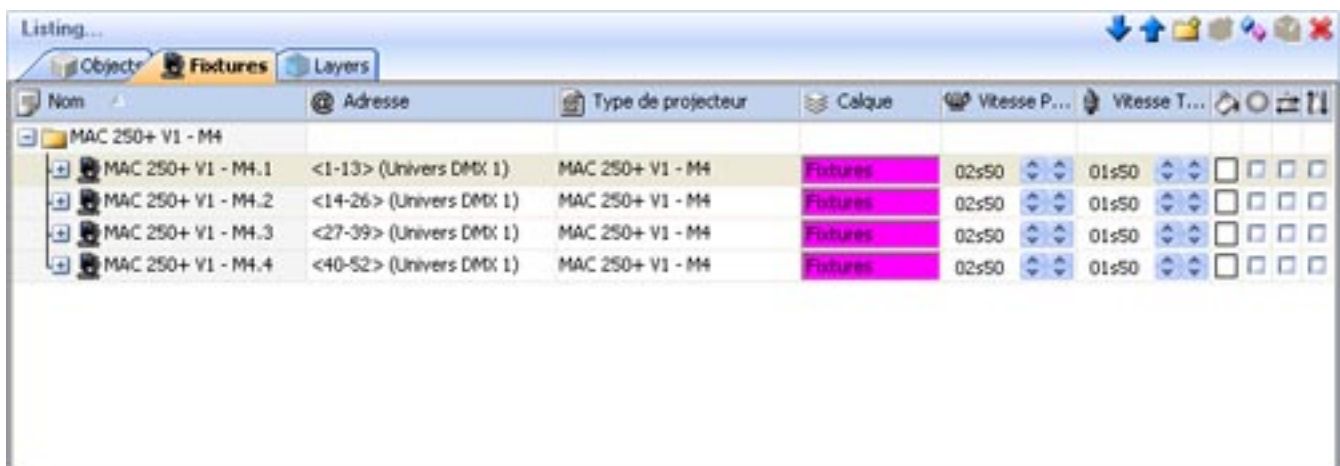 Listing...
Objects Fixtures Layers
Nom Adresse Type de projecteur Calque Vitesse P... Vitesse T...
MAC 250+ V1 - M4
MAC 250+ V1 - M4.1 <1-13> (Univers DMX 1) MAC 250+ V1 - M4 Fixtures 02s50 01s50
MAC 250+ V1 - M4.2 <14-26> (Univers DMX 1) MAC 250+ V1 - M4 Fixtures 02s50 01s50
MAC 250+ V1 - M4.3 <27-39> (Univers DMX 1) MAC 250+ V1 - M4 Fixtures 02s50 01s50
MAC 250+ V1 - M4.4 <40-52> (Univers DMX 1) MAC 250+ V1 - M4 Fixtures 02s50 01s50